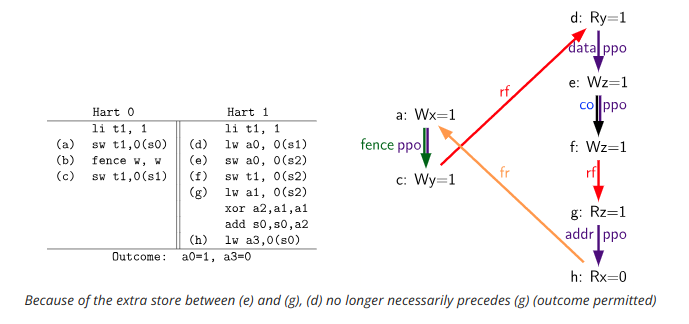 Hart 0 Hart 1
li t1, 1 li t1, 1
(a) sw t1,0(s0) (d) lw a0, 0(s1)
(b) fence w, w (e) sw a0, 0(s2)
(c) sw t1,0(s1) (f) sw t1, 0(s2)
(g) lw a1, 0(s2)
xor a2,a1,a1
add s0,s0,a2
(h) lw a3,0(s0)
Outcome: a0=1, a3=0
d: Ry=1
data ppo
e: Wz=1
rf
co ppo
a: Wx=1
f: Wz=1
fence ppo
rf
fr
c: Wy=1
g: Rz=1
addr ppo
h: Rx=0
Because of the extra store between (e) and (g), (d) no longer necessarily precedes (g) (outcome permitted)